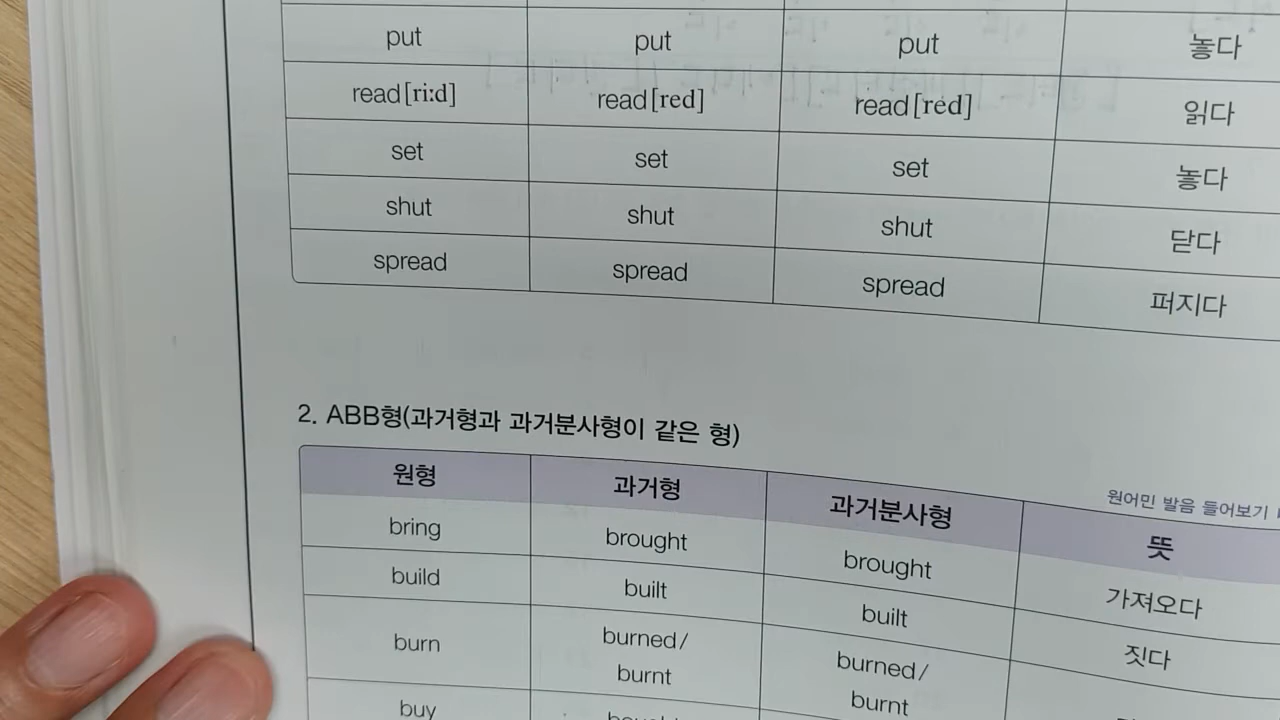 put put put 놓다
read[ri:d] read[red] read[red] 읽다
set set set 놓다
shut shut shut 닫다
spread spread spread 퍼지다
2. ABB형(과거형과 과거분사형이 같은 형)
원어민 발음 들어보기
원형 과거형 과거분사형 뜻
bring brought brought 가져오다
build built built 짓다
burn burned/ burned/
burnt burnt
buy